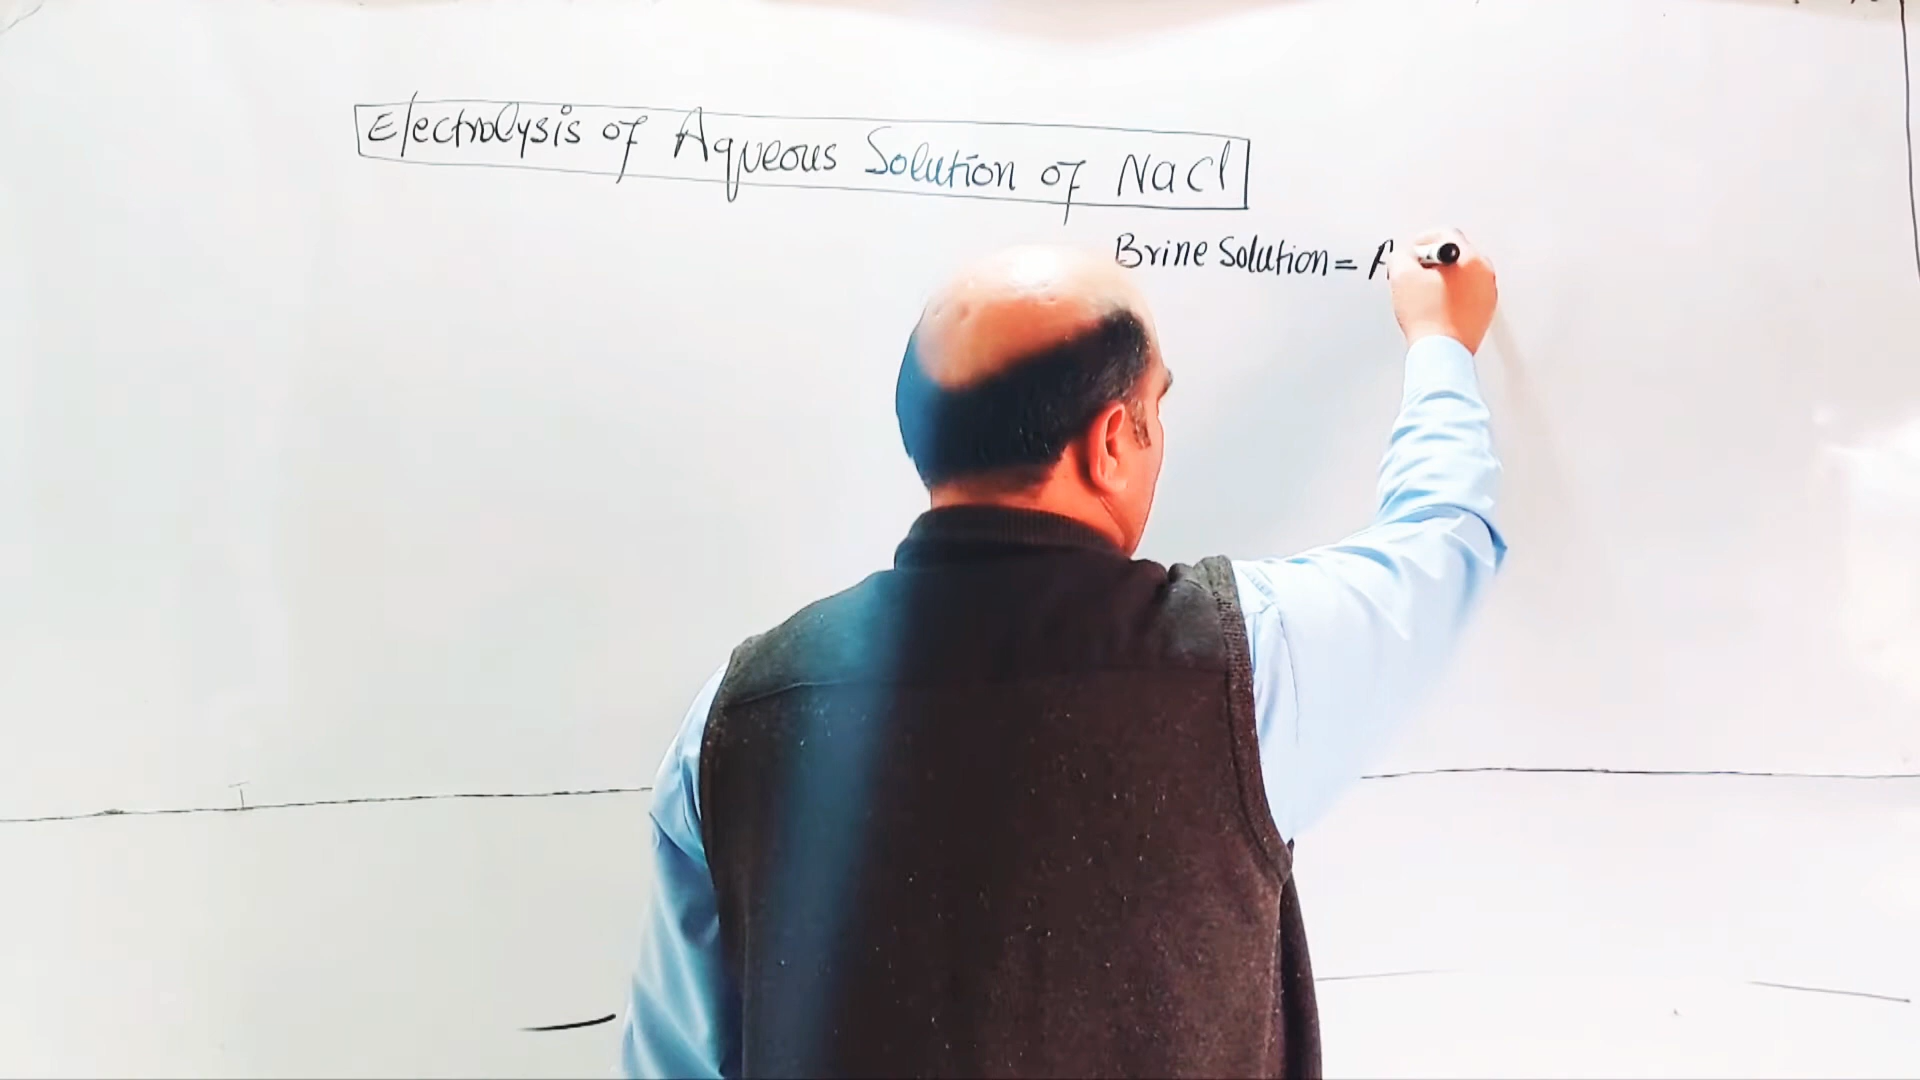 Electrolysis of Aqueous Solution of NaCl
Brine Solution = A